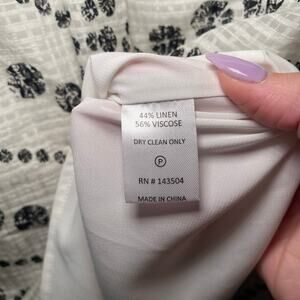 44% LINEN
56% VISCOSE
DRY CLEAN ONLY
P
RN # 143504
MADE IN CHINA